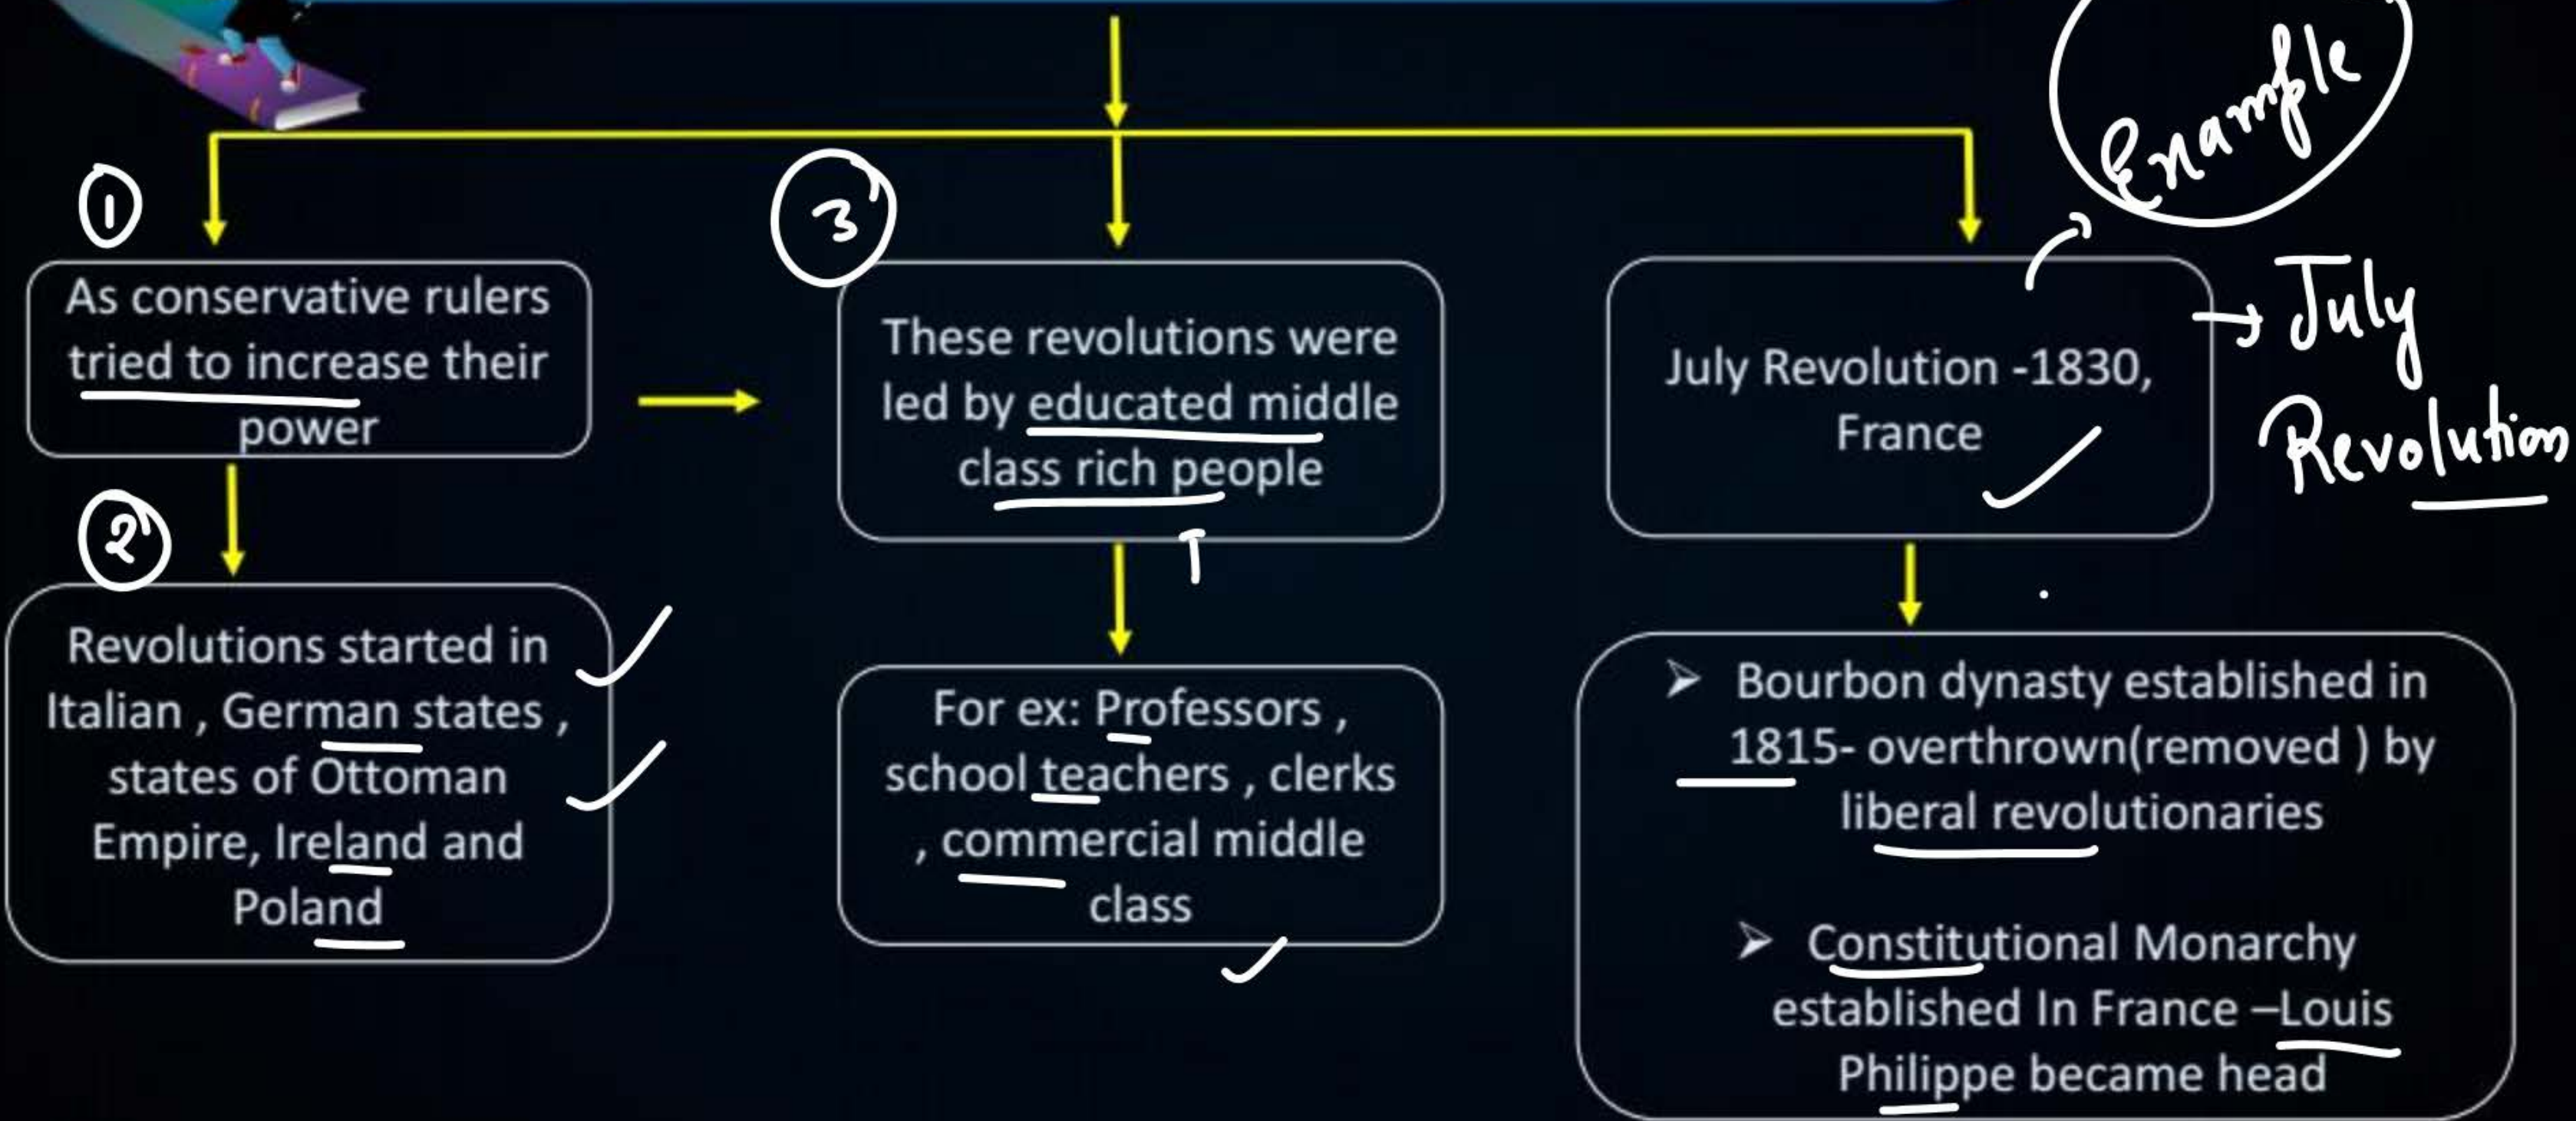 1
As conservative rulers
tried to increase their
power
2
Revolutions started in
Italian , German states ,
states of Ottoman
Empire, Ireland and
Poland
3
These revolutions were
led by educated middle
class rich people
For ex: Professors ,
school teachers , clerks
, commercial middle
class
Example
July Revolution -1830,
France
→ July
Revolution
➤ Bourbon dynasty established in
1815- overthrown(removed ) by
liberal revolutionaries
➤ Constitutional Monarchy
established In France –Louis
Philippe became head